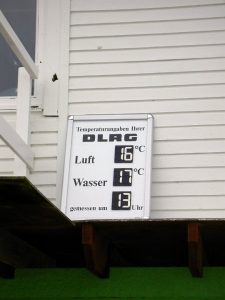 Temperaturangaben Ihrer
DLRG
Luft 16 °C
Wasser 17 °C
gemessen um 13 Uhr